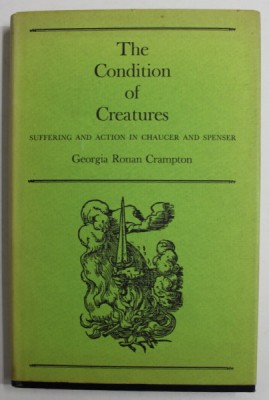 The
Condition
of
Creatures
SUFFERING AND ACTION IN CHAUCER AND SPENSER
Georgia Ronan Crampton